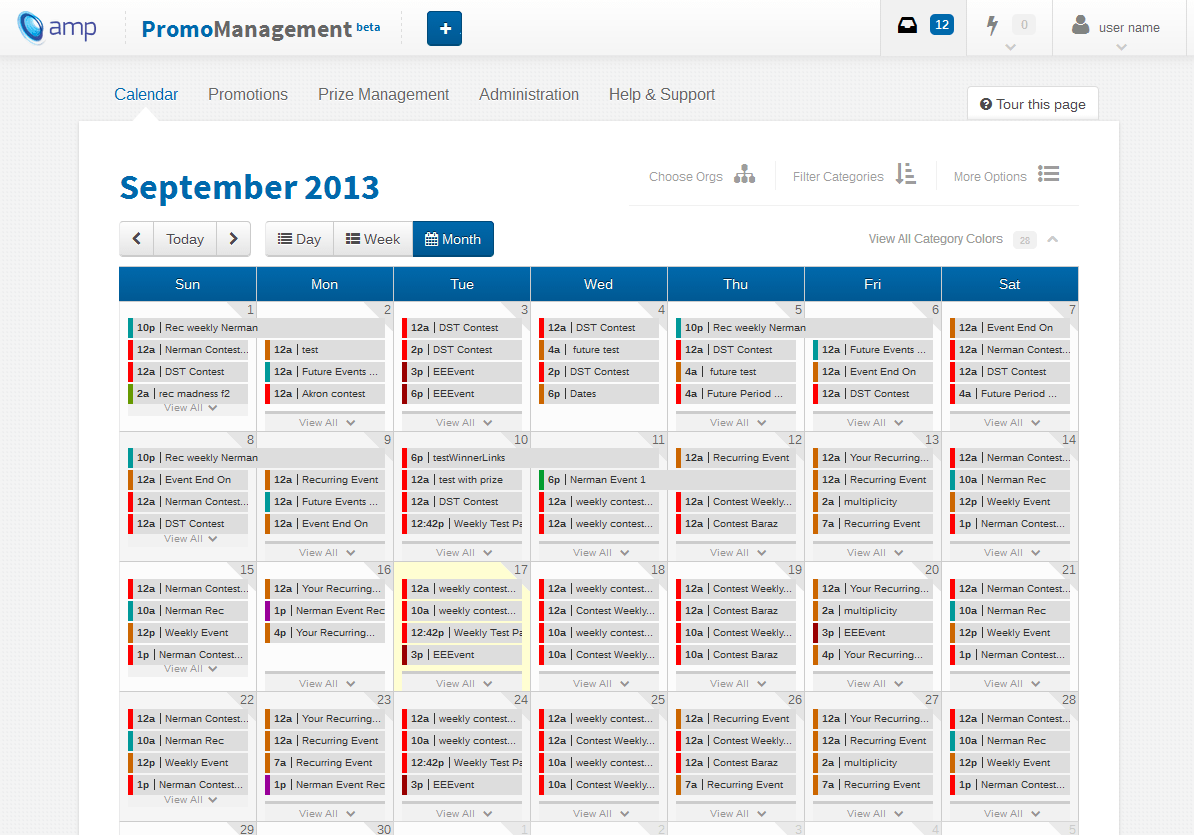 amp PromoManagement beta + 12 0 user name
Calendar Promotions Prize Management Administration Help & Support Tour this page
September 2013 Choose Orgs Filter Categories More Options
Today Day Week Month View All Category Colors 28
Sun Mon Tue Wed Thu Fri Sat
1 2 3 4 5 6 7
10p | Rec weekly Nerman 12a | DST Contest 12a | DST Contest 10p | Rec weekly Nerman 12a | Event End On
12a | Nerman Contest... 12a | test 2p | DST Contest 4a | future test 12a | DST Contest 12a | Future Events ... 12a | Nerman Contest...
12a | DST Contest 12a | Future Events ... 3p | EEEvent 2p | DST Contest 4a | future test 12a | Event End On 12a | DST Contest
2a | rec madness f2 12a | Akron contest 6p | EEEvent 6p | Dates 4a | Future Period ... 12a | DST Contest 4a | Future Period ...
View All View All View All View All View All View All
8 9 10 11 12 13 14
10p | Rec weekly Nerman 6p | testWinnerLinks 12a | Recurring Event 12a | Your Recurring... 12a | Nerman Contest...
12a | Event End On 12a | Recurring Event 12a | test with prize 6p | Nerman Event 1 12a | Recurring Event 10a | Nerman Rec
12a | Nerman Contest... 12a | Future Events ... 12a | DST Contest 12a | weekly contest... 12a | Contest Weekly... 2a | multiplicity 12p | Weekly Event
12a | DST Contest 12a | Event End On 12:42p | Weekly Test Pa 12a | weekly contest... 12a | Contest Baraz 7a | Recurring Event 1p | Nerman Contest...
View All View All View All View All View All View All View All
15 16 17 18 19 20 21
12a | Nerman Contest... 12a | Your Recurring... 12a | weekly contest... 12a | weekly contest... 12a | Contest Weekly... 12a | Your Recurring... 12a | Nerman Contest...
10a | Nerman Rec 1p | Nerman Event Rec 10a | weekly contest... 12a | Contest Weekly... 12a | Contest Baraz 2a | multiplicity 10a | Nerman Rec
12p | Weekly Event 4p | Your Recurring... 12:42p | Weekly Test Pa 10a | weekly contest... 10a | Contest Weekly... 3p | EEEvent 12p | Weekly Event
1p | Nerman Contest... 3p | EEEvent 10a | Contest Weekly... 10a | Contest Baraz 4p | Your Recurring... 1p | Nerman Contest...
View All View All View All View All View All View All View All
22 23 24 25 26 27 28
12a | Nerman Contest... 12a | Your Recurring... 12a | weekly contest... 12a | weekly contest... 12a | Recurring Event 12a | Your Recurring... 12a | Nerman Contest...
10a | Nerman Rec 12a | Recurring Event 10a | weekly contest... 12a | Contest Weekly... 12a | Contest Weekly... 12a | Recurring Event 10a | Nerman Rec
12p | Weekly Event 7a | Recurring Event 12:42p | Weekly Test Pa 10a | weekly contest... 12a | Contest Baraz 2a | multiplicity 12p | Weekly Event
1p | Nerman Contest... 1p | Nerman Event Rec 3p | EEEvent 10a | Contest Weekly... 7a | Recurring Event 7a | Recurring Event 1p | Nerman Contest...
View All View All View All View All View All View All View All
29 30 1 2 3 4 5